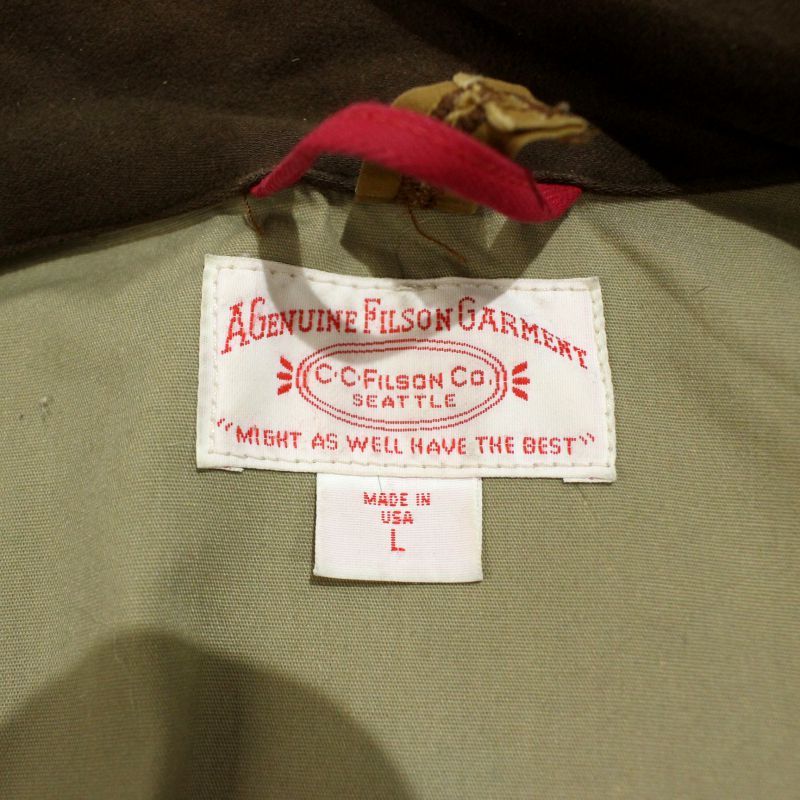 A GENUINE FILSON GARMENT
C·C·FILSON CO.
SEATTLE
"MIGHT AS WELL HAVE THE BEST"
MADE IN
USA
L